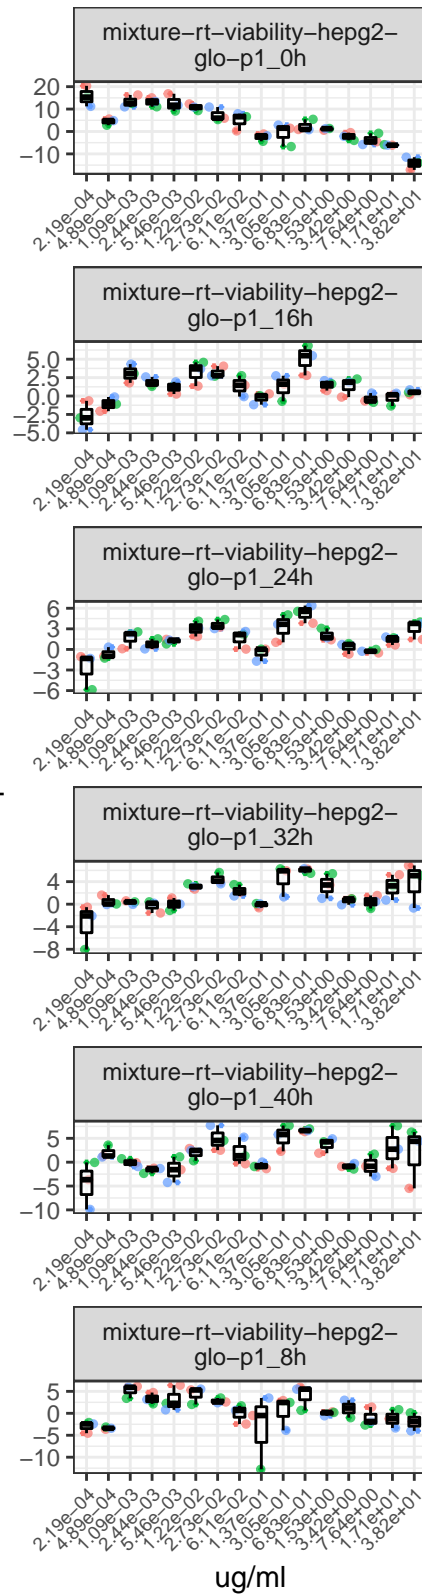 mixture−rt−viability−hepg2−
glo−p1_0h
20
10
0
−10
2.19e−04
4.89e−04
1.09e−03
2.44e−03
5.46e−03
1.22e−02
2.73e−02
6.11e−02
1.37e−01
3.05e−01
6.83e−01
1.53e+00
3.42e+00
7.64e+00
1.71e+01
3.82e+01
mixture−rt−viability−hepg2−
glo−p1_16h
5.0
2.5
0.0
−2.5
−5.0
2.19e−04
4.89e−04
1.09e−03
2.44e−03
5.46e−03
1.22e−02
2.73e−02
6.11e−02
1.37e−01
3.05e−01
6.83e−01
1.53e+00
3.42e+00
7.64e+00
1.71e+01
3.82e+01
mixture−rt−viability−hepg2−
glo−p1_24h
6
3
0
−3
−6
2.19e−04
4.89e−04
1.09e−03
2.44e−03
5.46e−03
1.22e−02
2.73e−02
6.11e−02
1.37e−01
3.05e−01
6.83e−01
1.53e+00
3.42e+00
7.64e+00
1.71e+01
3.82e+01
mixture−rt−viability−hepg2−
glo−p1_32h
4
0
−4
−8
2.19e−04
4.89e−04
1.09e−03
2.44e−03
5.46e−03
1.22e−02
2.73e−02
6.11e−02
1.37e−01
3.05e−01
6.83e−01
1.53e+00
3.42e+00
7.64e+00
1.71e+01
3.82e+01
mixture−rt−viability−hepg2−
glo−p1_40h
5
0
−5
−10
2.19e−04
4.89e−04
1.09e−03
2.44e−03
5.46e−03
1.22e−02
2.73e−02
6.11e−02
1.37e−01
3.05e−01
6.83e−01
1.53e+00
3.42e+00
7.64e+00
1.71e+01
3.82e+01
mixture−rt−viability−hepg2−
glo−p1_8h
5
0
−5
−10
2.19e−04
4.89e−04
1.09e−03
2.44e−03
5.46e−03
1.22e−02
2.73e−02
6.11e−02
1.37e−01
3.05e−01
6.83e−01
1.53e+00
3.42e+00
7.64e+00
1.71e+01
3.82e+01
ug/ml